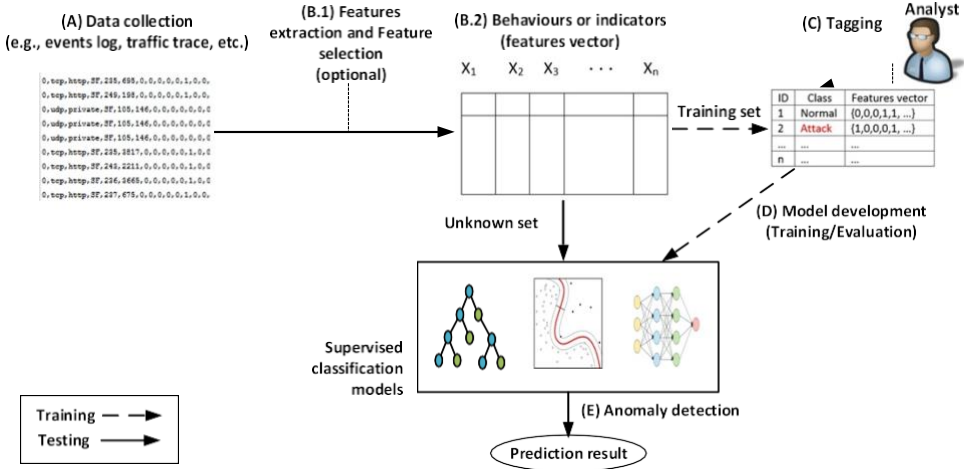 (A) Data collection
(e.g., events log, traffic trace, etc.)
(B.1) Features
extraction and Feature
selection
(optional)
(B.2) Behaviours or indicators
(features vector)
(C) Tagging
Analyst
0,tcp,http,SF,235,695,0,0,0,0,0,1,0,0,
0,tcp,http,SF,249,198,0,0,0,0,0,1,0,0,
0,udp,private,SF,105,146,0,0,0,0,0,0,0
0,udp,private,SF,105,146,0,0,0,0,0,0,0
0,udp,private,SF,105,146,0,0,0,0,0,0,0
0,tcp,http,SF,235,2817,0,0,0,0,0,1,0,0
0,tcp,http,SF,243,2211,0,0,0,0,0,1,0,0
0,tcp,http,SF,236,2665,0,0,0,0,0,1,0,0
0,tcp,http,SF,237,675,0,0,0,0,0,1,0,0,
X1 X2 X3 · · · Xn
Training set
ID Class Features vector
1 Normal {0,0,0,1,1, ...}
2 Attack {1,0,0,0,1, ...}
... ... ...
n ... ...
Unknown set
(D) Model development
(Training/Evaluation)
Supervised
classification
models
(E) Anomaly detection
Prediction result
Training
Testing